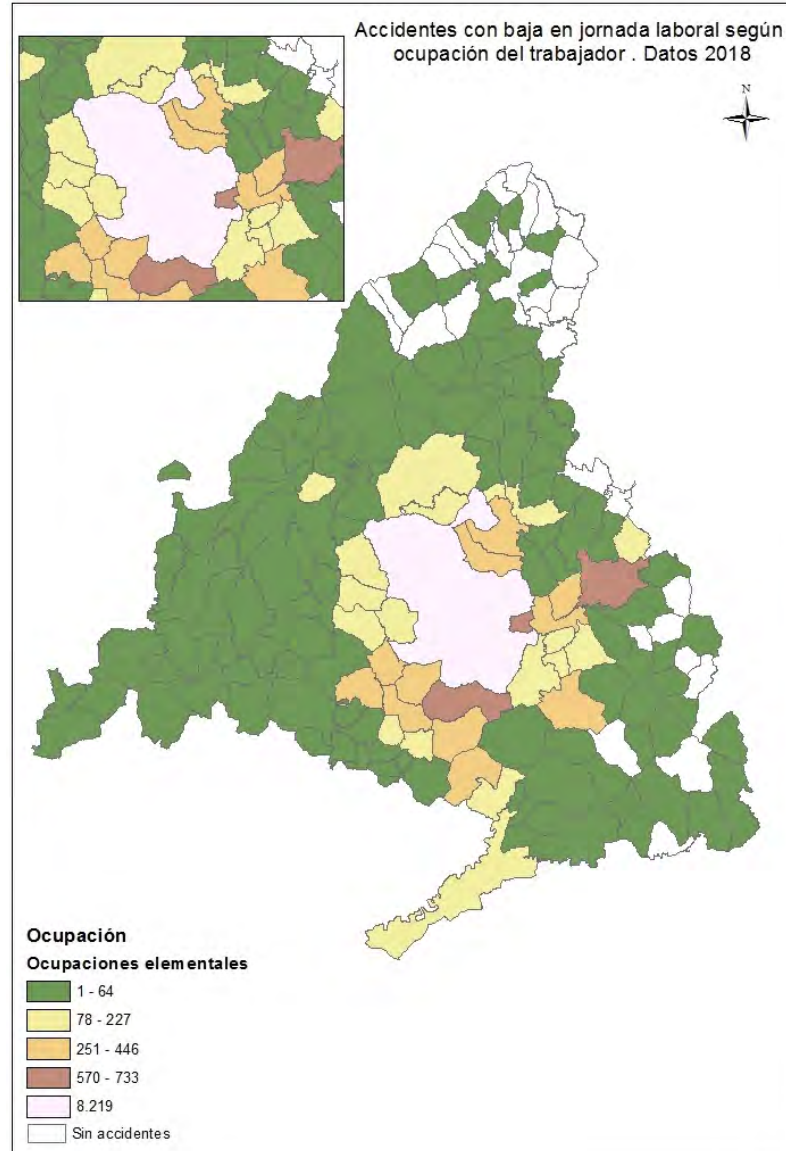 Accidentes con baja en jornada laboral según
ocupación del trabajador . Datos 2018
N
Ocupación
Ocupaciones elementales
1 - 64
78 - 227
251 - 446
570 - 733
8.219
Sin accidentes